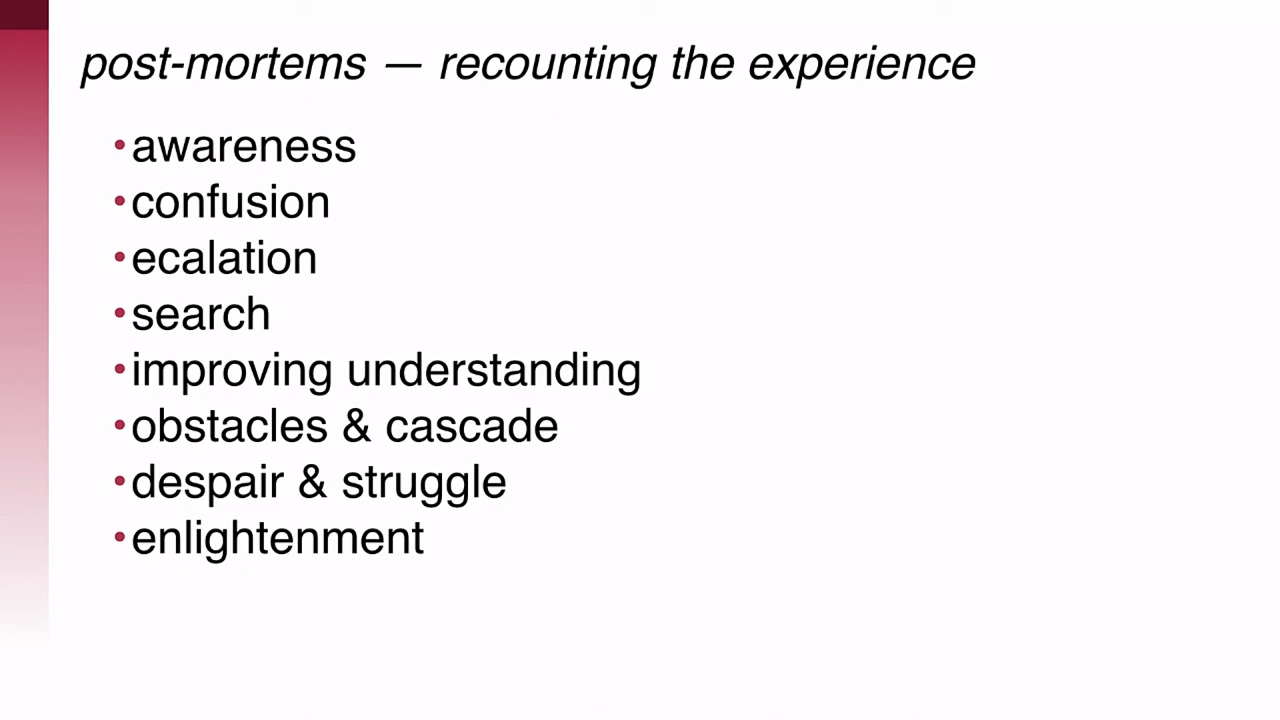 post-mortems — recounting the experience
•awareness
•confusion
•ecalation
•search
•improving understanding
•obstacles & cascade
•despair & struggle
•enlightenment